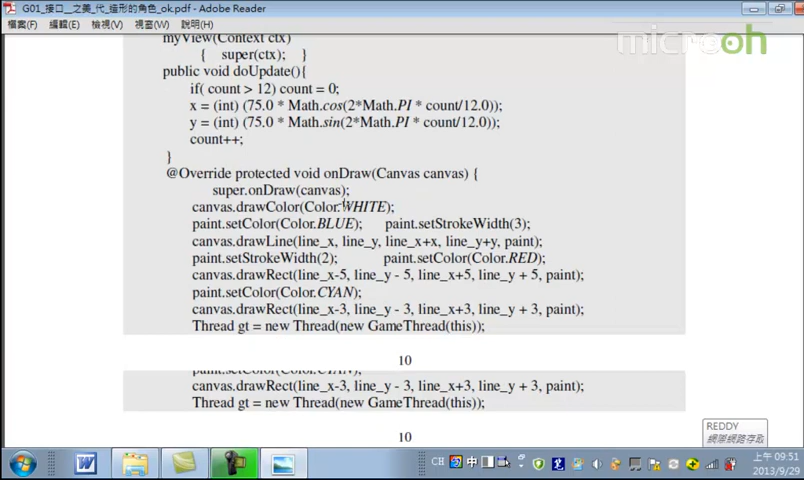 G01_接口__之美_代_造形的角色_ok.pdf - Adobe Reader
檔案(F) 編輯(E) 檢視(V) 視窗(W) 說明(H)
microoh
myView(Context ctx)
{ super(ctx); }
public void doUpdate(){
if( count > 12) count = 0;
x = (int) (75.0 * Math.cos(2*Math.PI * count/12.0));
y = (int) (75.0 * Math.sin(2*Math.PI * count/12.0));
count++;
}
@Override protected void onDraw(Canvas canvas) {
super.onDraw(canvas);
canvas.drawColor(Color.WHITE);
paint.setColor(Color.BLUE); paint.setStrokeWidth(3);
canvas.drawLine(line_x, line_y, line_x+x, line_y+y, paint);
paint.setStrokeWidth(2); paint.setColor(Color.RED);
canvas.drawRect(line_x-5, line_y - 5, line_x+5, line_y + 5, paint);
paint.setColor(Color.CYAN);
canvas.drawRect(line_x-3, line_y - 3, line_x+3, line_y + 3, paint);
Thread gt = new Thread(new GameThread(this));
10
paint.setColor(Color.CYAN);
canvas.drawRect(line_x-3, line_y - 3, line_x+3, line_y + 3, paint);
Thread gt = new Thread(new GameThread(this));
10
REDDY
網際網路存取
CH 中 上午 09:51
2013/9/29